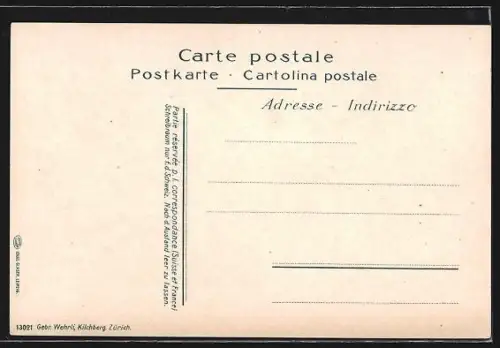 Carte postale
Postkarte - Cartolina postale
Adresse - Indirizzo
Partie réservée p. l. correspondance (Suisse et France)
Schreibraum nur f. d. Schweiz. Nach d. Ausland leer zu lassen.
13021 Gebr. Wehrli, Kilchberg, Zürich.